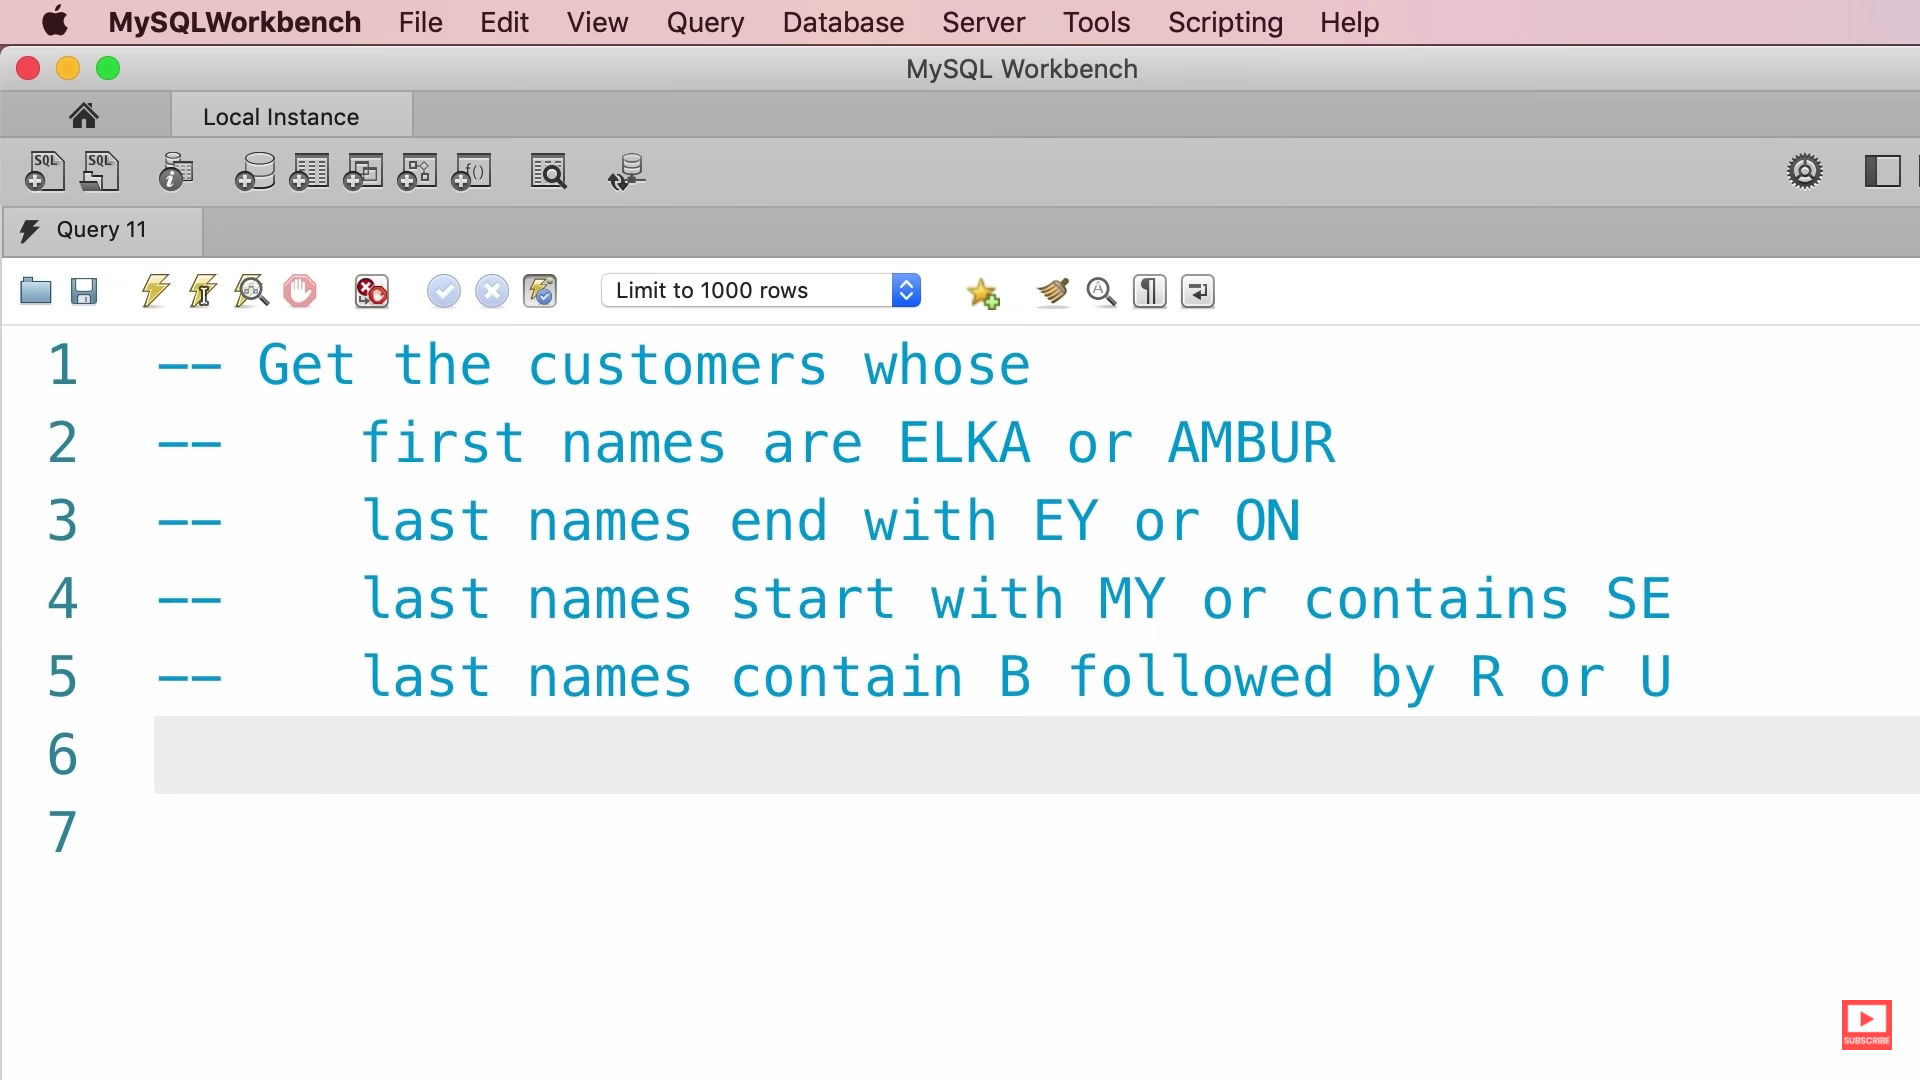 MySQLWorkbench File Edit View Query Database Server Tools Scripting Help
MySQL Workbench
Local Instance
SQL SQL f()
Query 11
Limit to 1000 rows
1 -- Get the customers whose
2 -- first names are ELKA or AMBUR
3 -- last names end with EY or ON
4 -- last names start with MY or contains SE
5 -- last names contain B followed by R or U
6
7
SUBSCRIBE